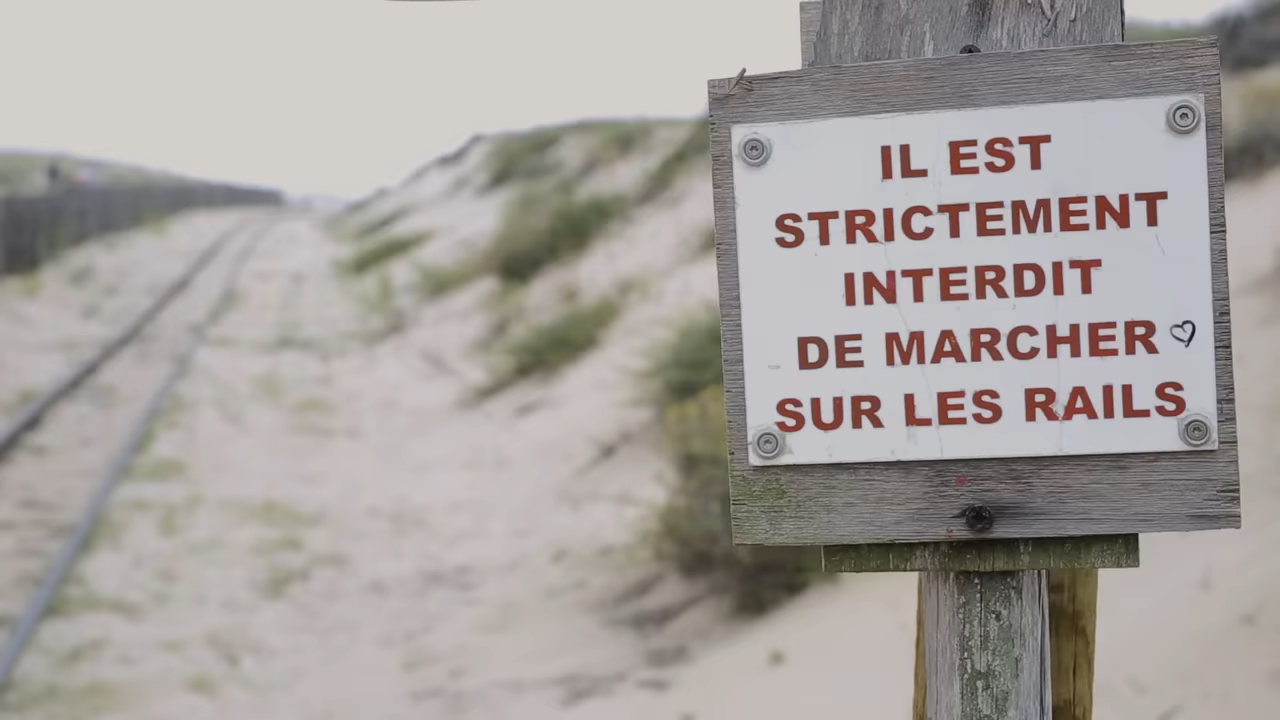 IL EST
STRICTEMENT
INTERDIT
DE MARCHER
SUR LES RAILS